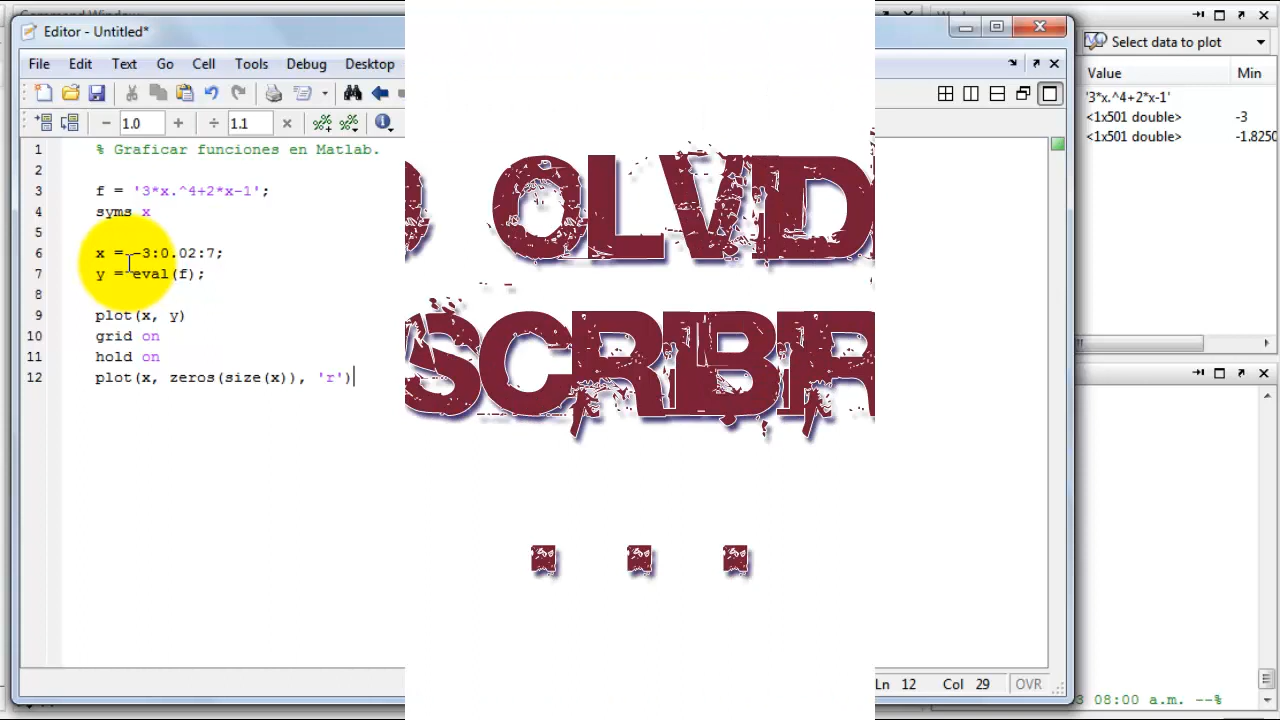 Editor - Untitled*
File Edit Text Go Cell Tools Debug Desktop
Select data to plot
1.0
1.1
Value Min
'3*x.^4+2*x-1'
<1x501 double> -3
<1x501 double> -1.8250
1 % Graficar funciones en Matlab.
2
3 f = '3*x.^4+2*x-1';
4 syms x
5
6 x = -3:0.02:7;
7 y = eval(f);
8
9 plot(x, y)
10 grid on
11 hold on
12 plot(x, zeros(size(x)), 'r')
OLVID
SCRIBIR
. . .
Ln 12 Col 29 OVR
3 08:00 a.m. --%